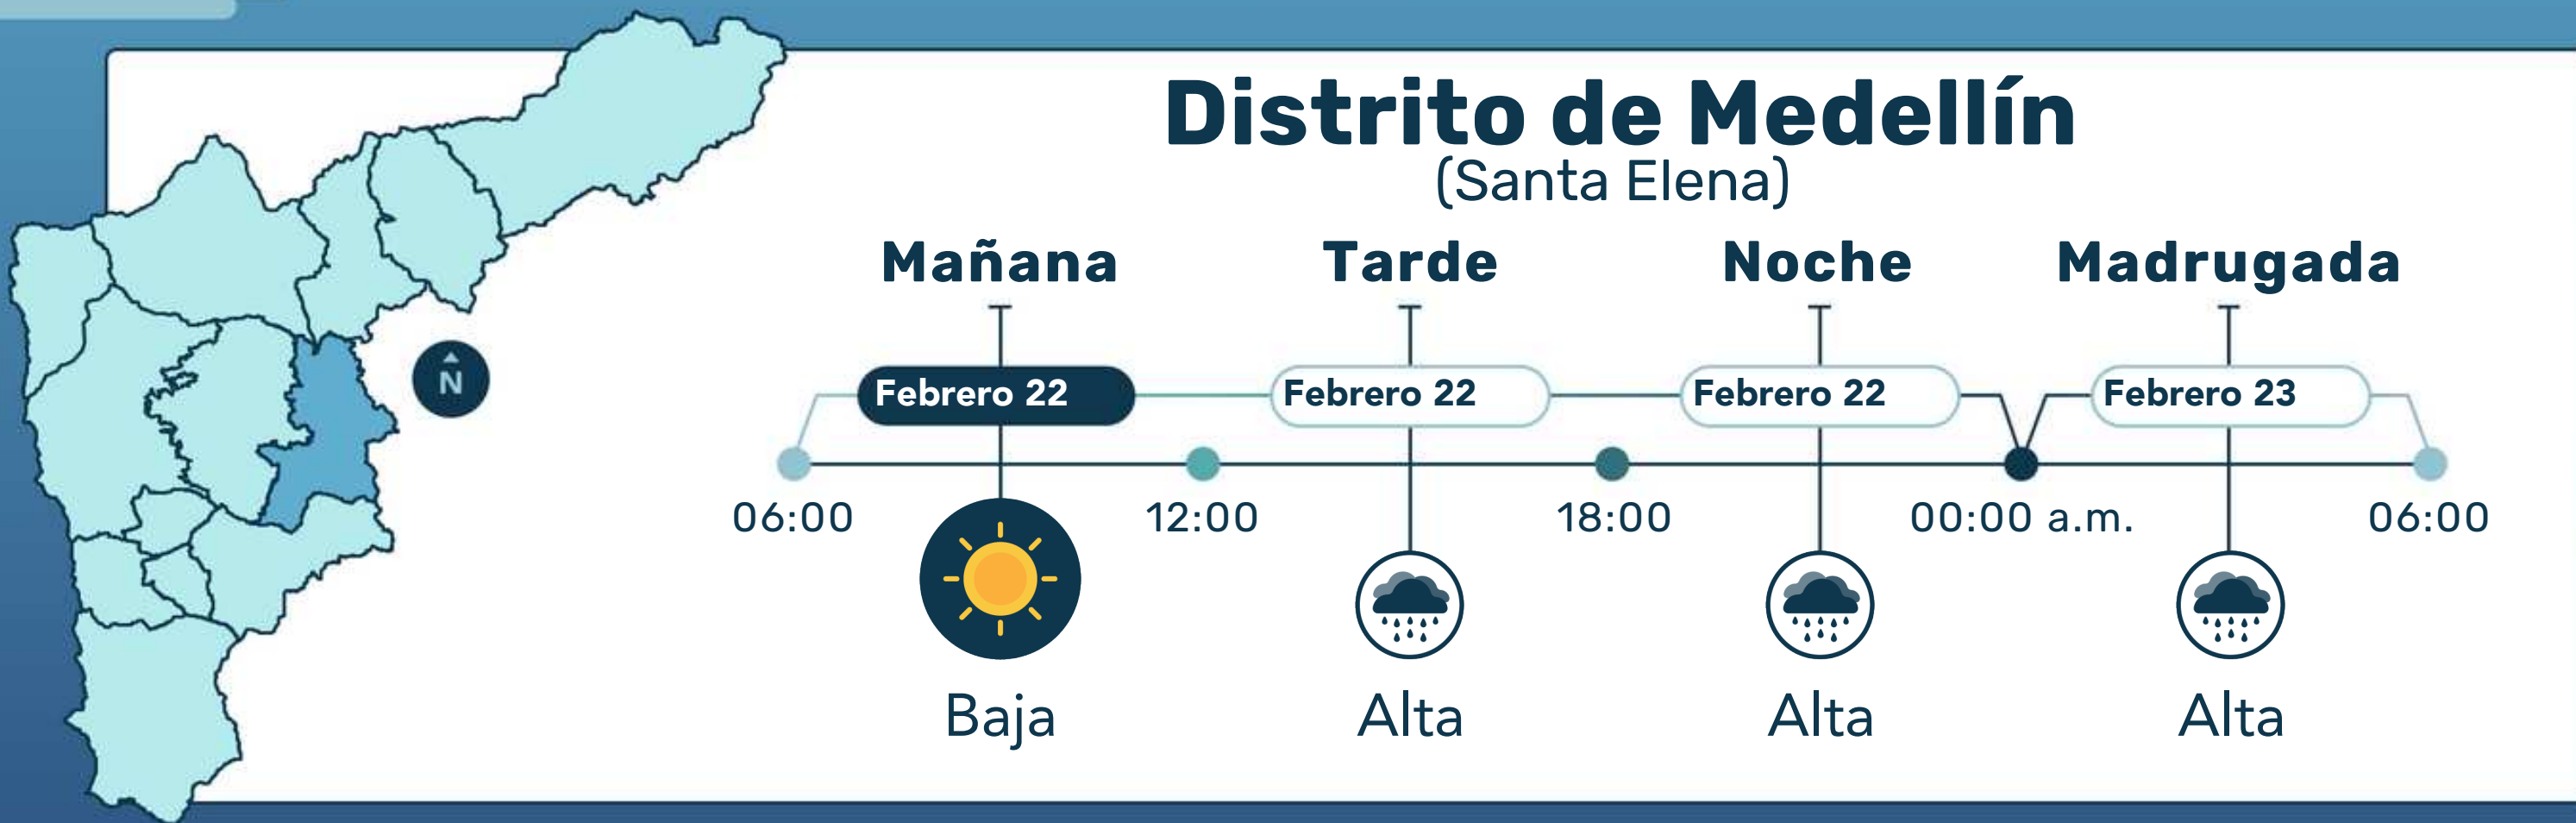 Distrito de Medellín
(Santa Elena)
Mañana Tarde Noche Madrugada
Febrero 22 Febrero 22 Febrero 22 Febrero 23
N
06:00 12:00 18:00 00:00 a.m. 06:00
Baja Alta Alta Alta